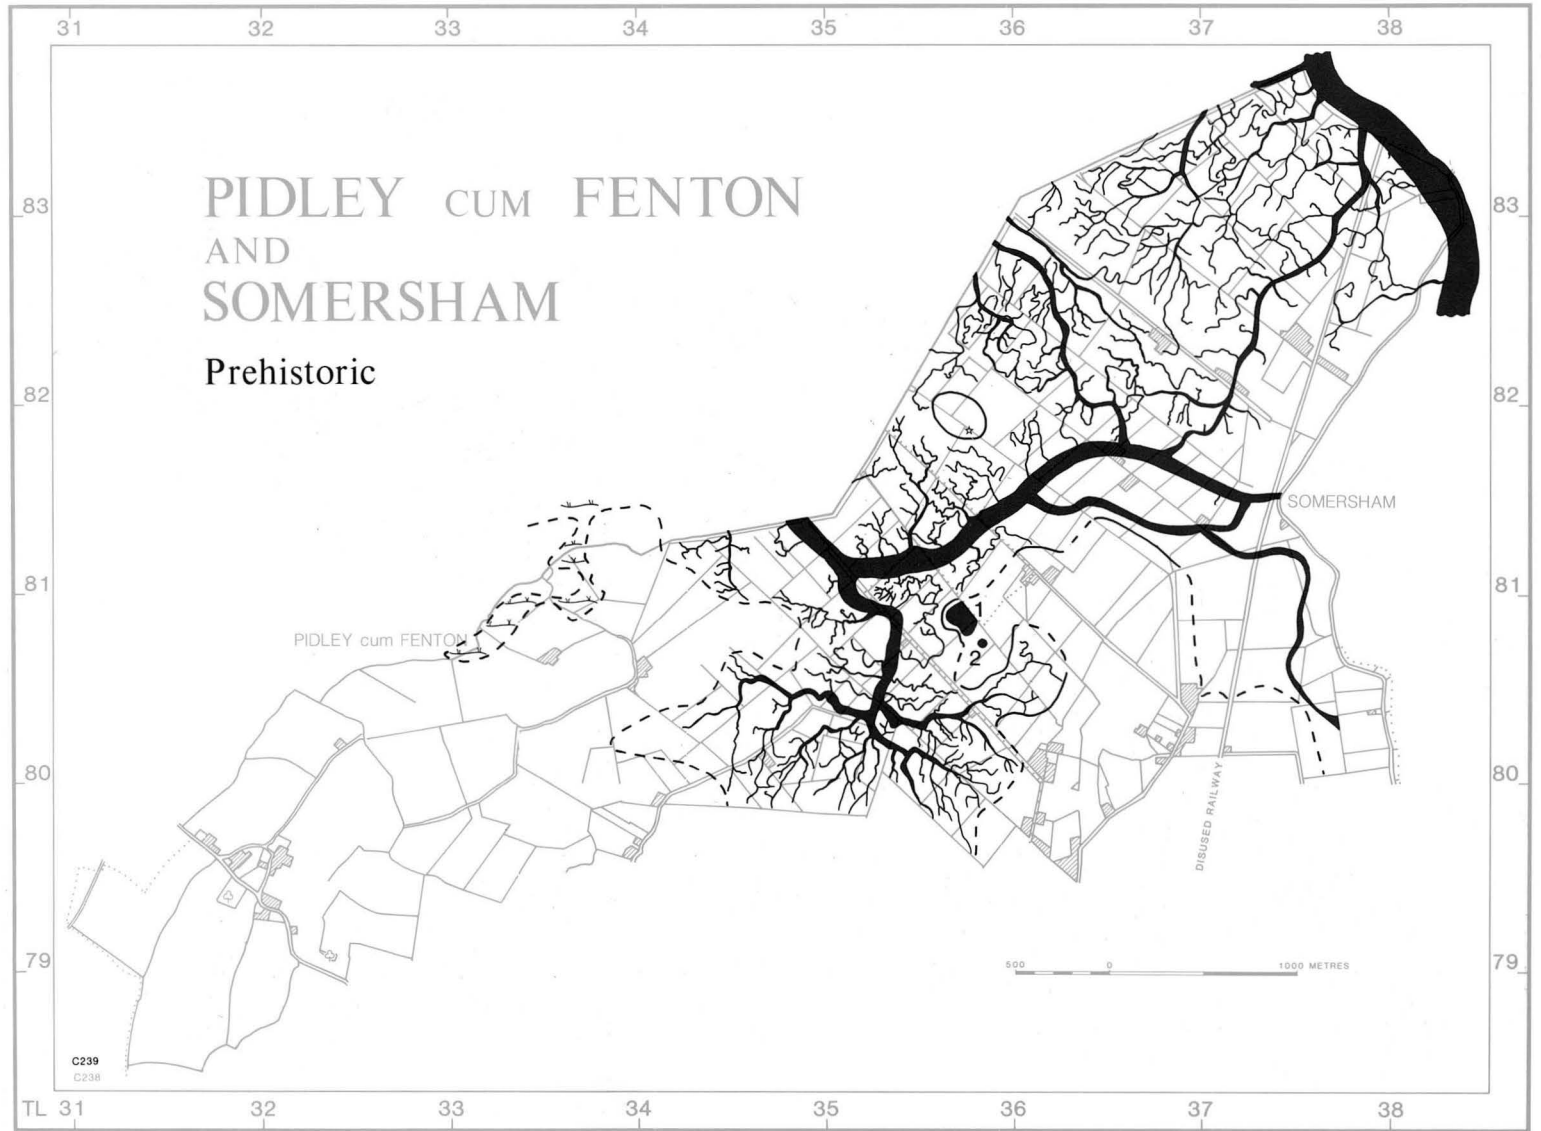 31 32 33 34 35 36 37 38
PIDLEY CUM FENTON
AND
SOMERSHAM
Prehistoric
83 83
82 82
SOMERSHAM
81 81
1
PIDLEY cum FENTON
2
80 80
DISUSED RAILWAY
79 79
500 0 1000 METRES
C239
C238
TL 31 32 33 34 35 36 37 38